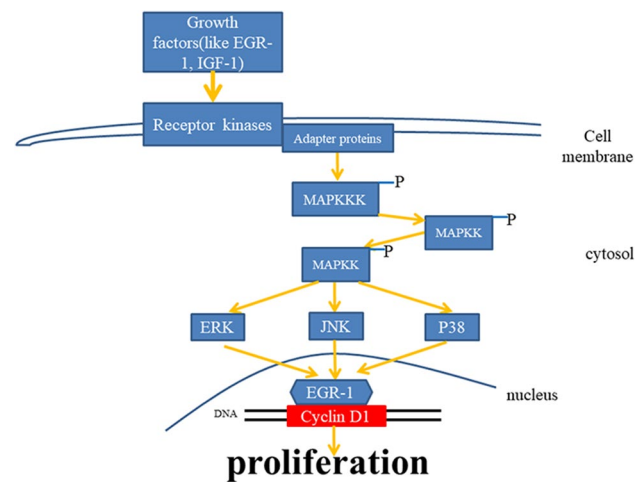 Growth
factors(like EGR-
1, IGF-1)
Receptor kinases
Adapter proteins
Cell
membrane
MAPKKK
P
MAPKK
P
cytosol
MAPKK
P
ERK
JNK
P38
nucleus
EGR-1
DNA
Cyclin D1
proliferation